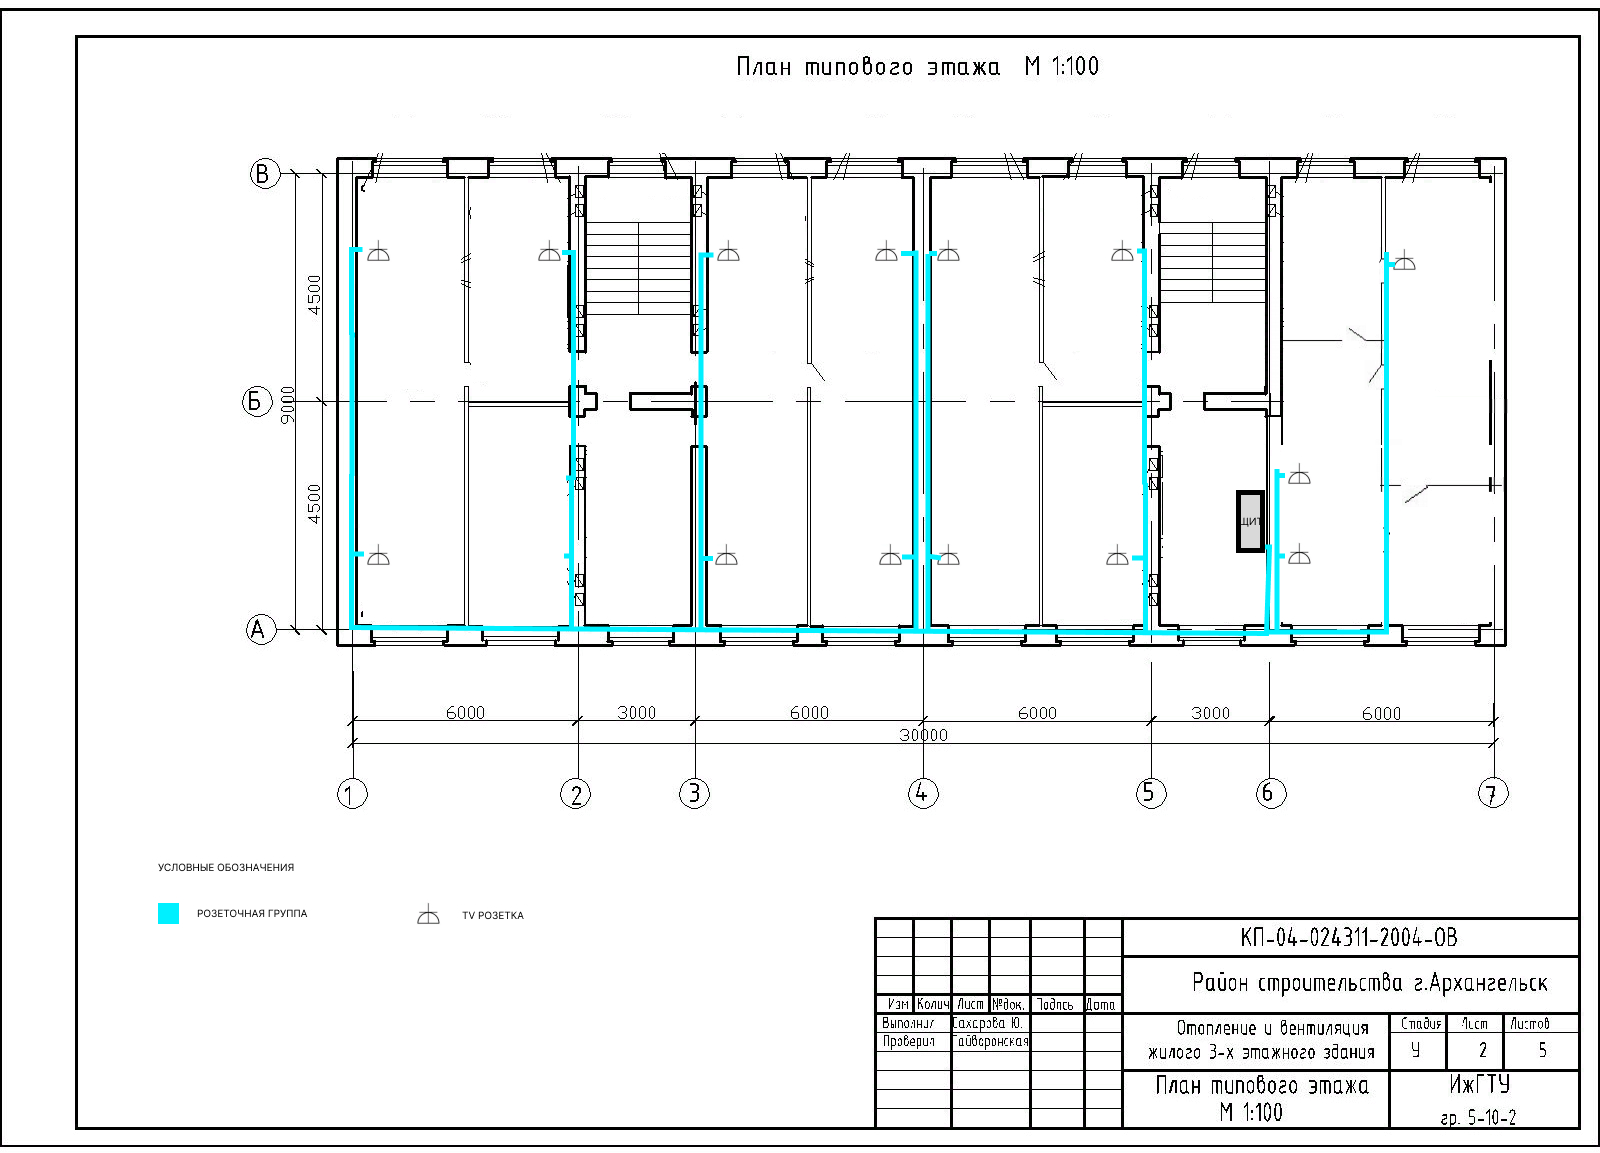 План типового этажа М 1:100
В
Б
А
4500
9000
4500
6000
3000
6000
6000
3000
6000
30000
1
2
3
4
5
6
7
ЩИТ
УСЛОВНЫЕ ОБОЗНАЧЕНИЯ
РОЗЕТОЧНАЯ ГРУППА
TV РОЗЕТКА
КП-04-024311-2004-ОВ
Район строительства г.Архангельск
Изм Колич Лист №док. Подпсь Дата
Выполнил Сахарова Ю.
Проверил Гайворонская
Отопление и вентиляция
жилого 3-х этажного здания
Стадия Лист Листов
У 2 5
План типового этажа
М 1:100
ИжГТУ
гр. 5-10-2